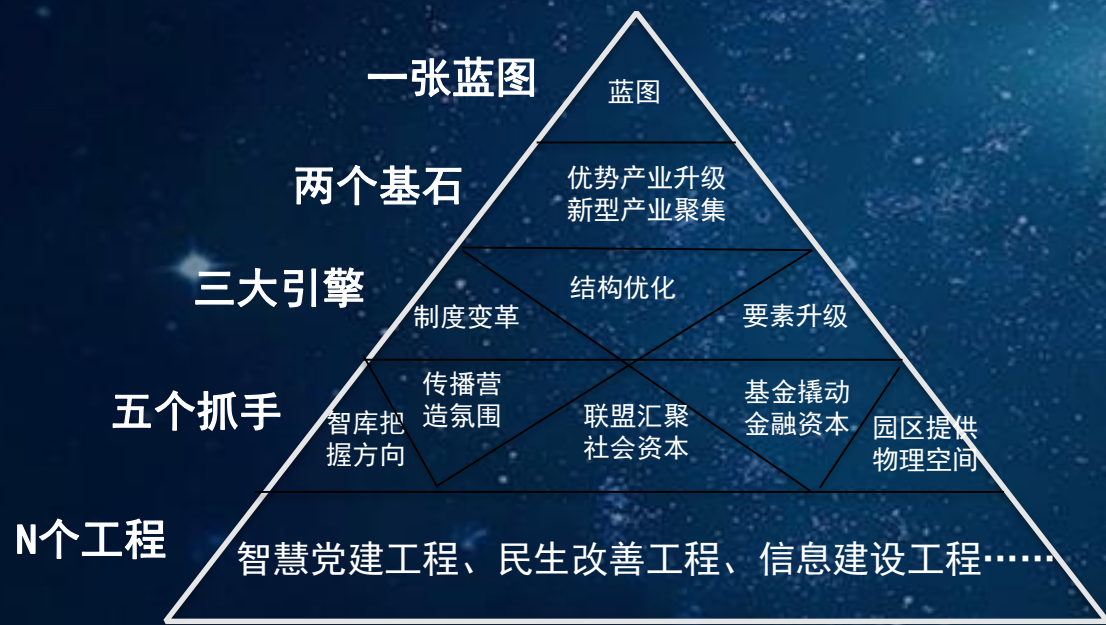 一张蓝图
蓝图
两个基石
优势产业升级
新型产业聚集
三大引擎
制度变革
结构优化
要素升级
五个抓手
智库把
握方向
传播营
造氛围
联盟汇聚
社会资本
基金撬动
金融资本
园区提供
物理空间
N个工程
智慧党建工程、民生改善工程、信息建设工程……